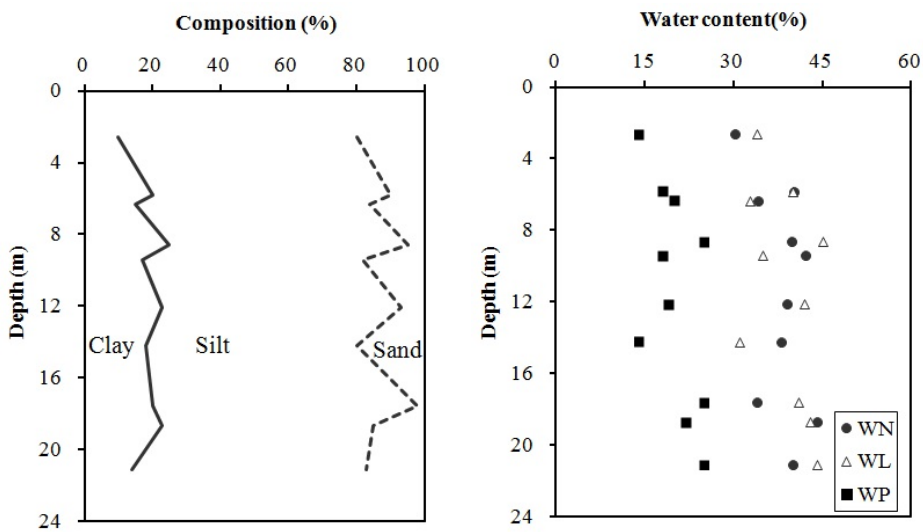 Composition (%)
0 20 40 60 80 100
0
4
8
12
16
20
24
Depth (m)
Clay Silt Sand
Water content(%)
0 15 30 45 60
0
4
8
12
16
20
24
Depth (m)
WN
WL
WP